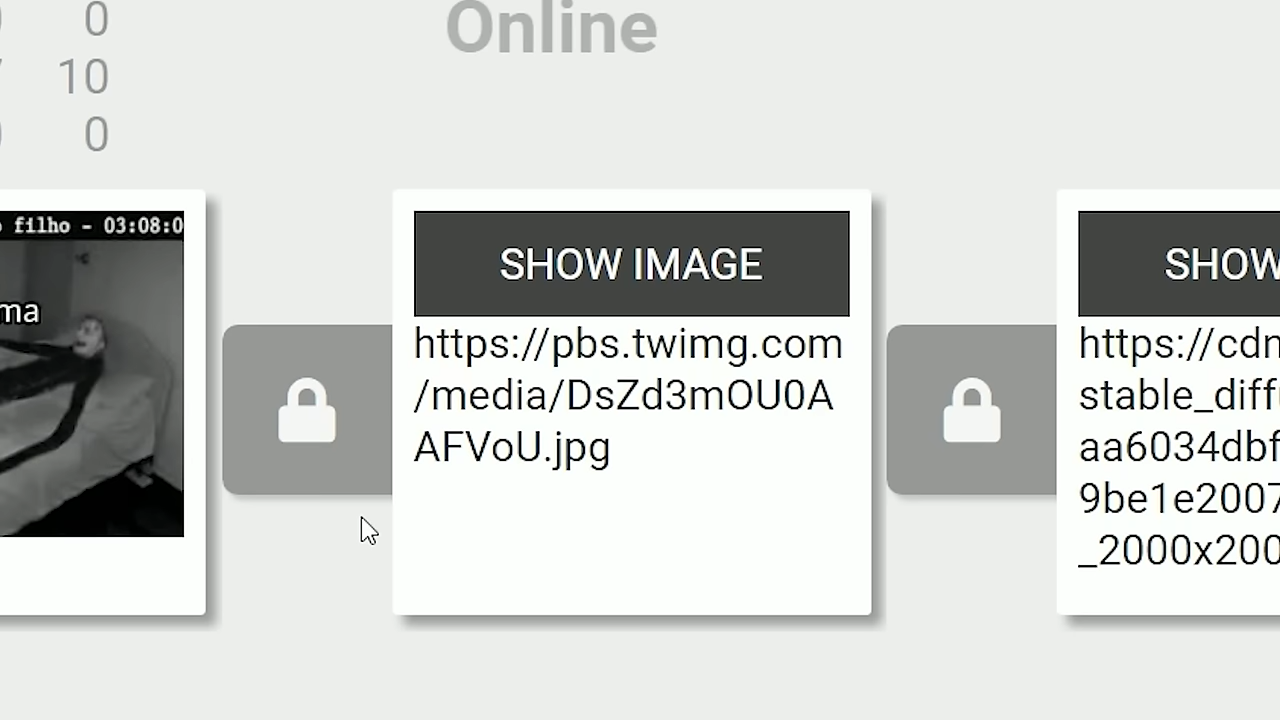 0
Online
10
0
filho - 03:08:0
ma
SHOW IMAGE
https://pbs.twimg.com
/media/DsZd3mOU0A
AFVoU.jpg
SHOW
https://cdn
stable_diff
aa6034dbf
9be1e2007
_2000x200